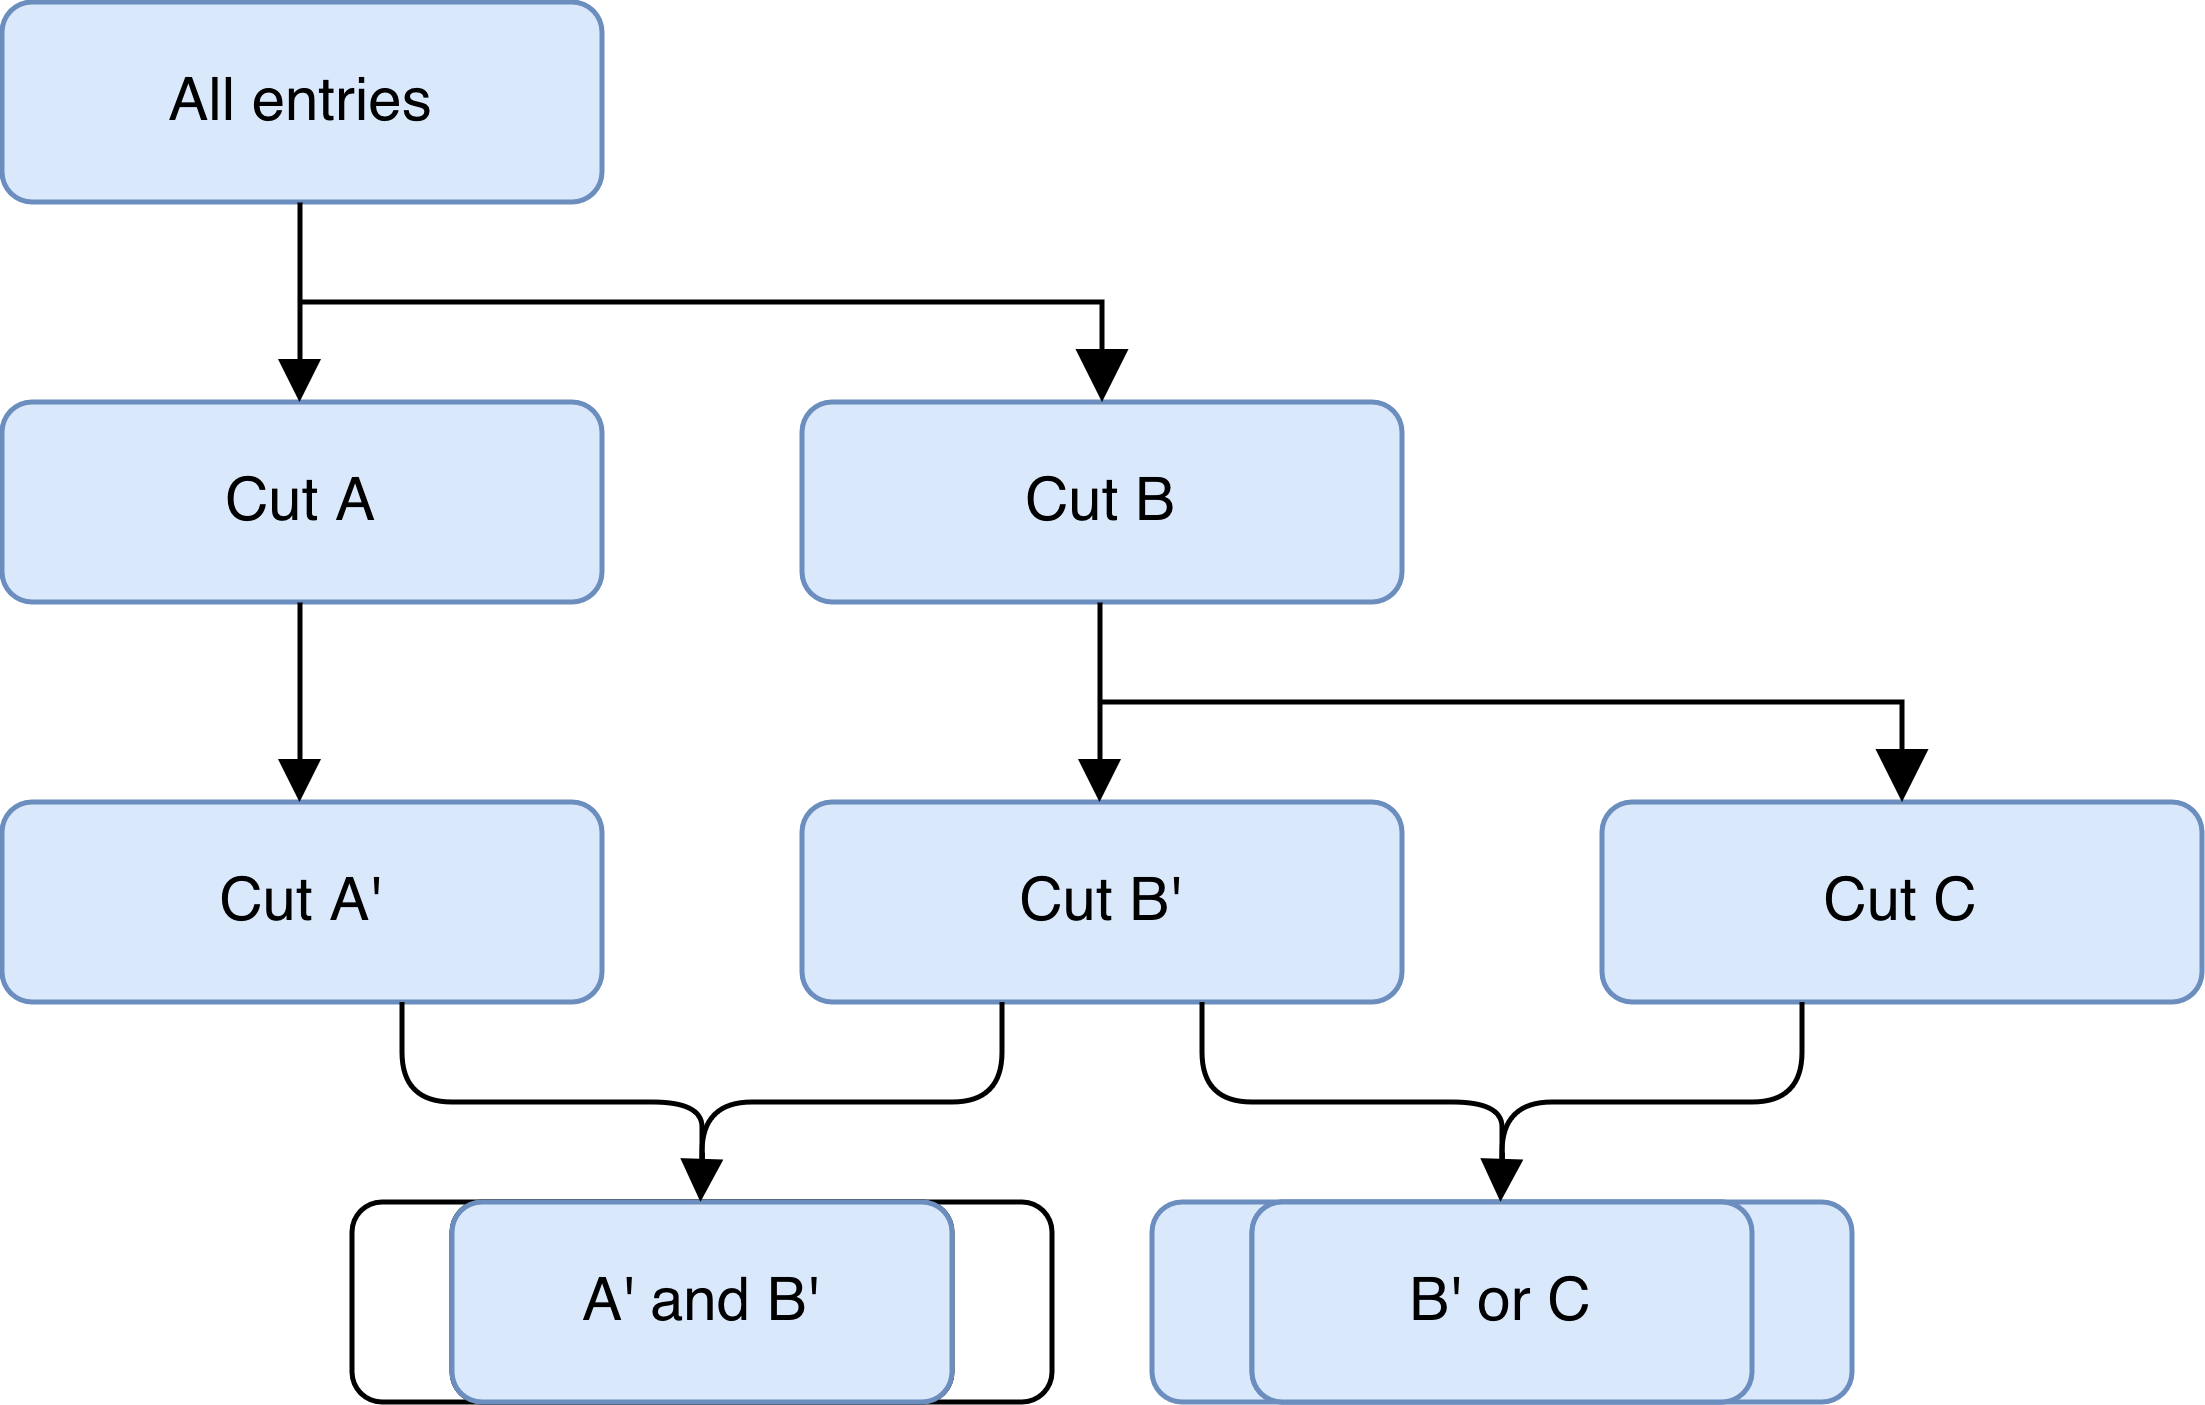 All entries
Cut A
Cut B
Cut A'
Cut B'
Cut C
A' and B'
B' or C